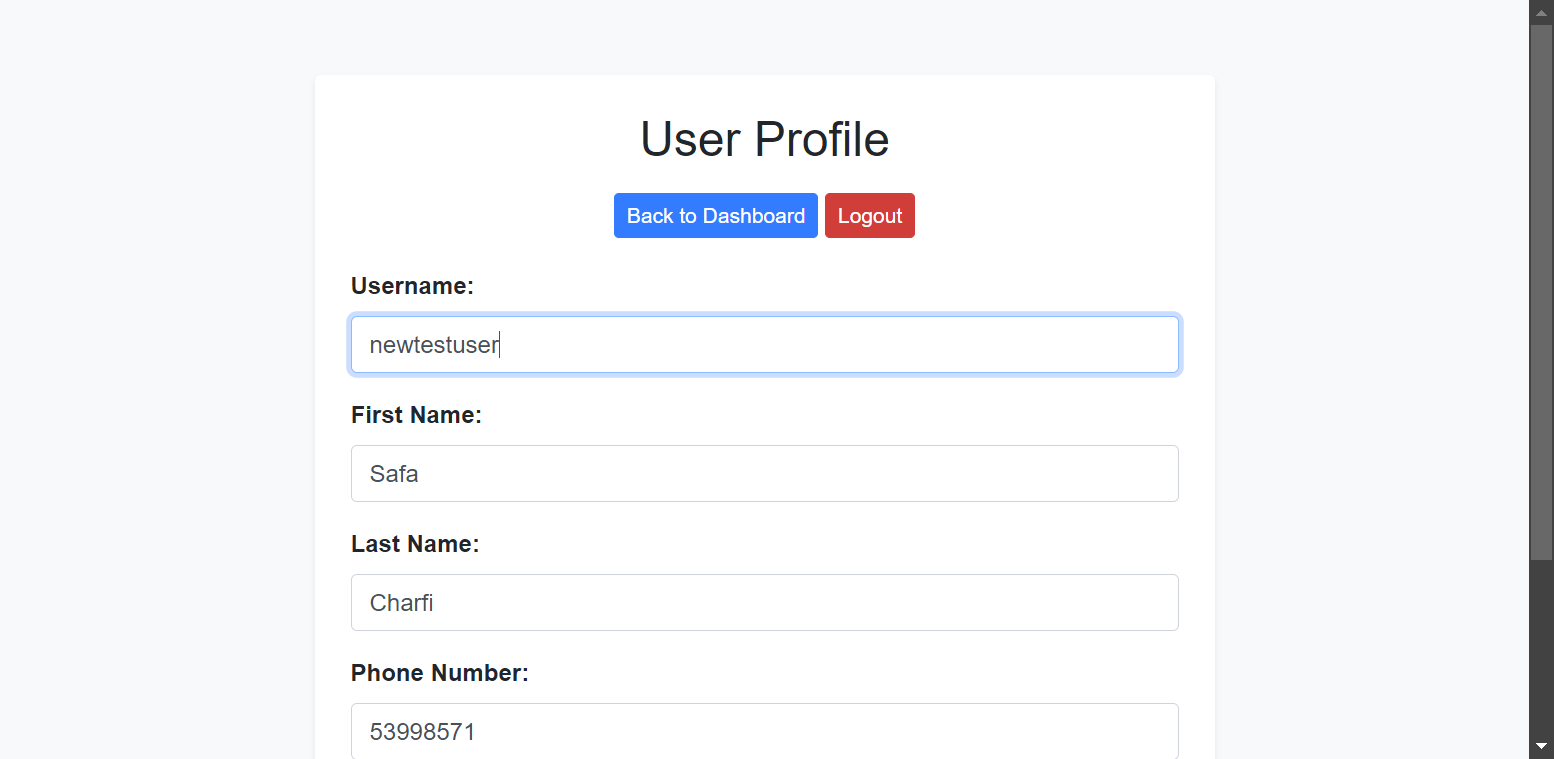 User Profile
Back to Dashboard Logout
Username:
newtestuser
First Name:
Safa
Last Name:
Charfi
Phone Number:
53998571